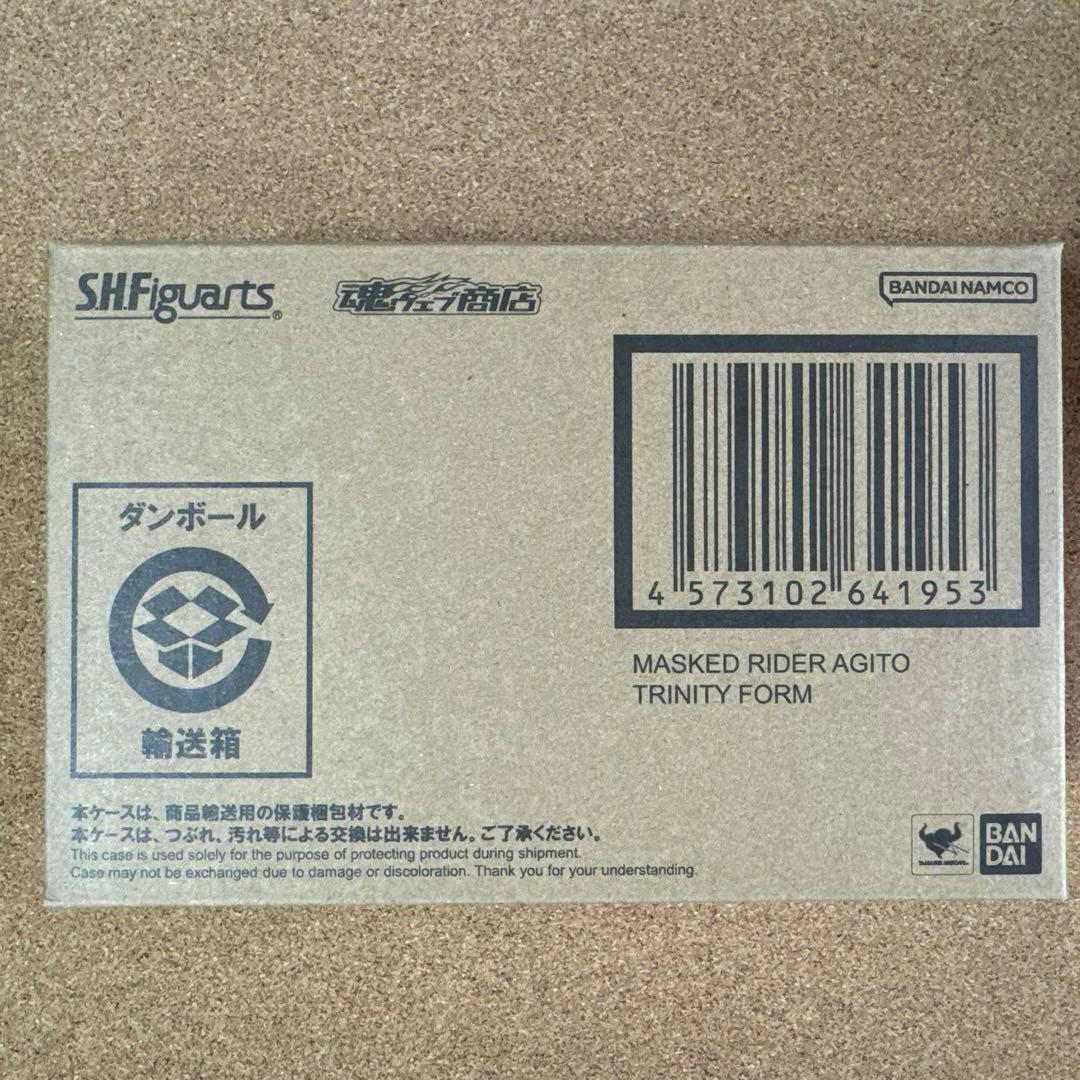 S.H.Figuarts®
魂ウェブ商店
BANDAI NAMCO
4 573102 641953
MASKED RIDER AGITO
TRINITY FORM
ダンボール
輸送箱
本ケースは、商品輸送用の保護梱包材です。
本ケースは、つぶれ、汚れ等による交換は出来ません。ご了承ください。
This case is used solely for the purpose of protecting product during shipment.
Case may not be exchanged due to damage or discoloration. Thank you for your understanding.
TAMASHII NATIONS
BAN
DAI